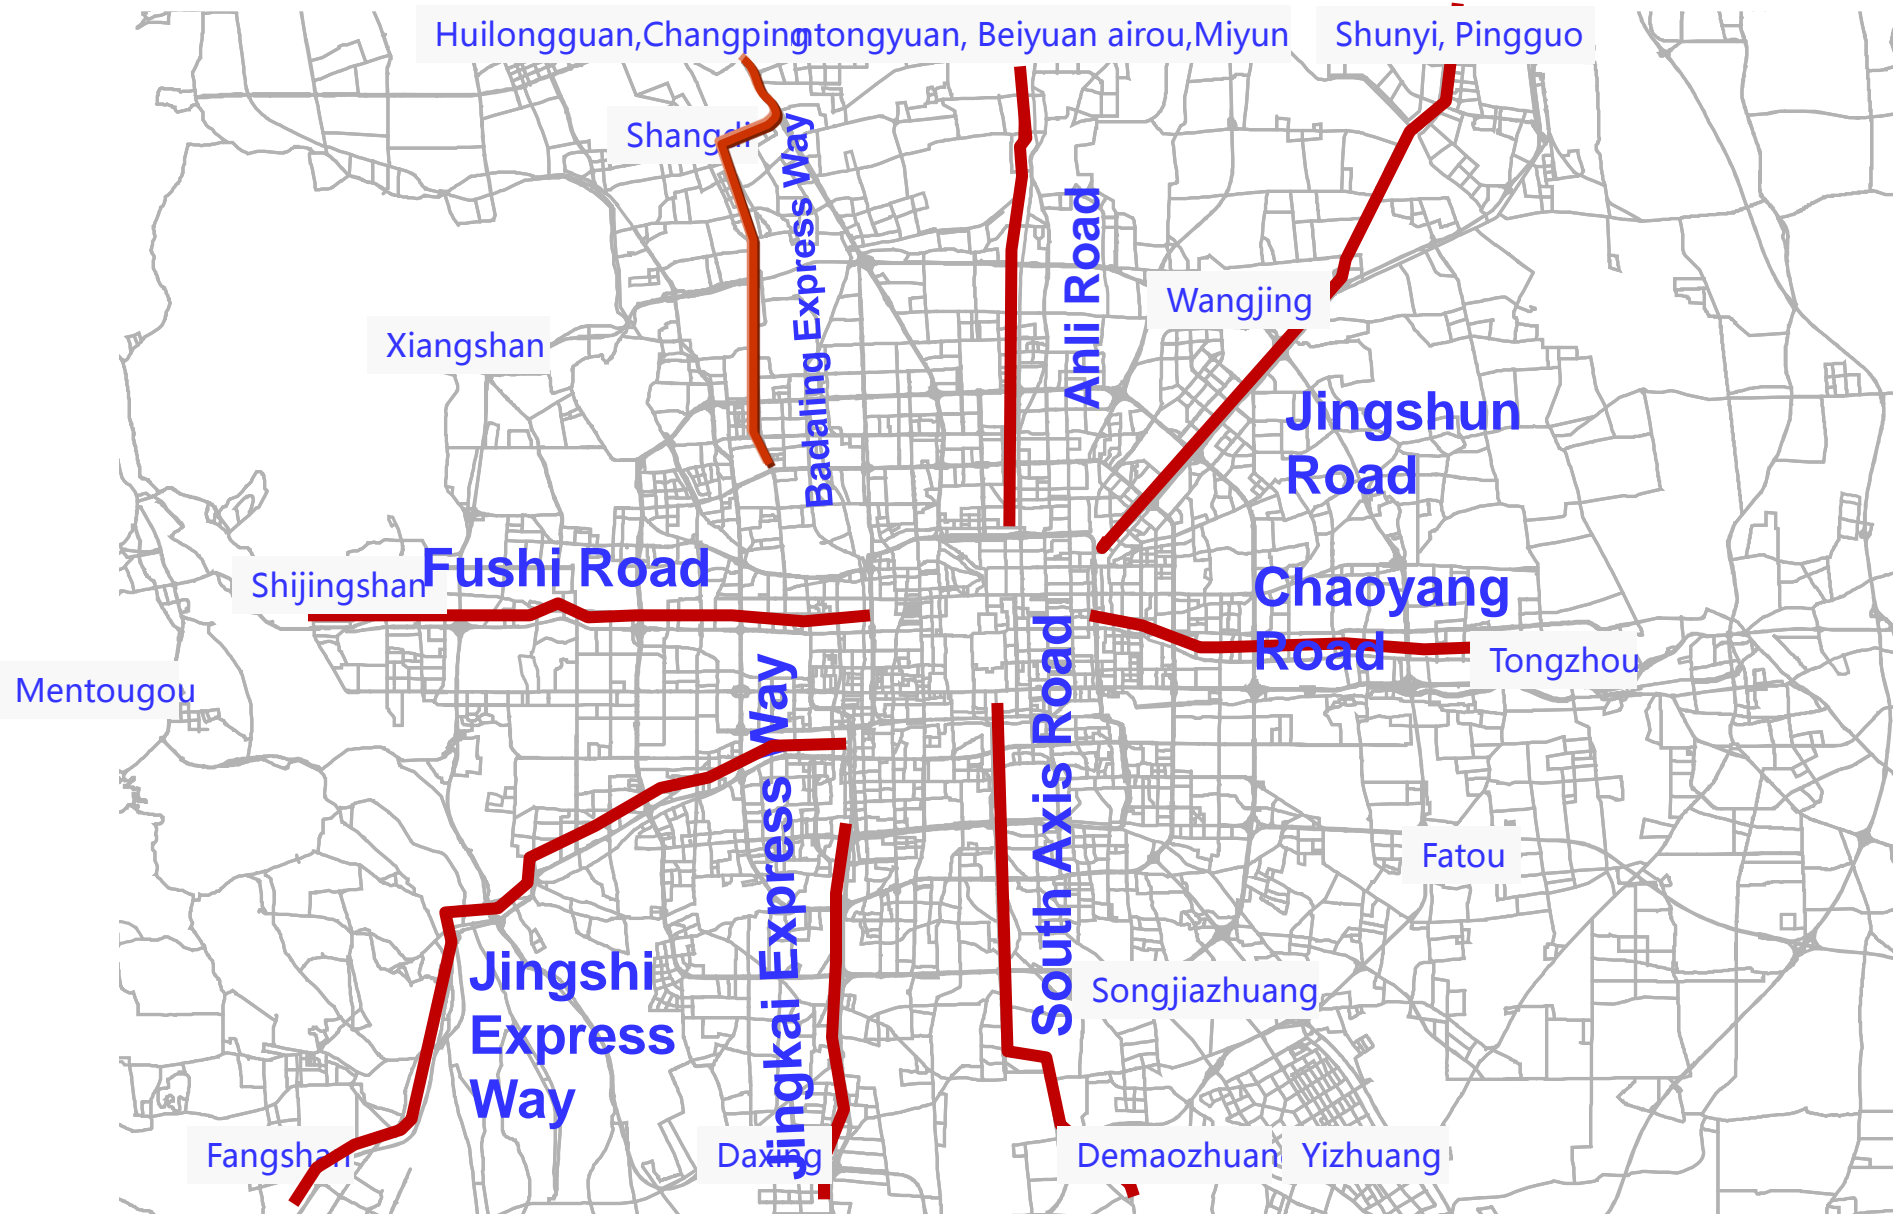 Huilongguan,Changping
ntongyuan, Beiyuan
airou,Miyun
Shunyi, Pingguo
Shangdi
Badaling Express Way
Anli Road
Wangjing
Xiangshan
Jingshun
Road
Fushi Road
Shijingshan
Chaoyang
Road
Tongzhou
Mentougou
Jingkai Express Way
South Axis Road
Fatou
Jingshi
Express
Way
Songjiazhuang
Fangshan
Daxing
Demaozhuan
Yizhuang